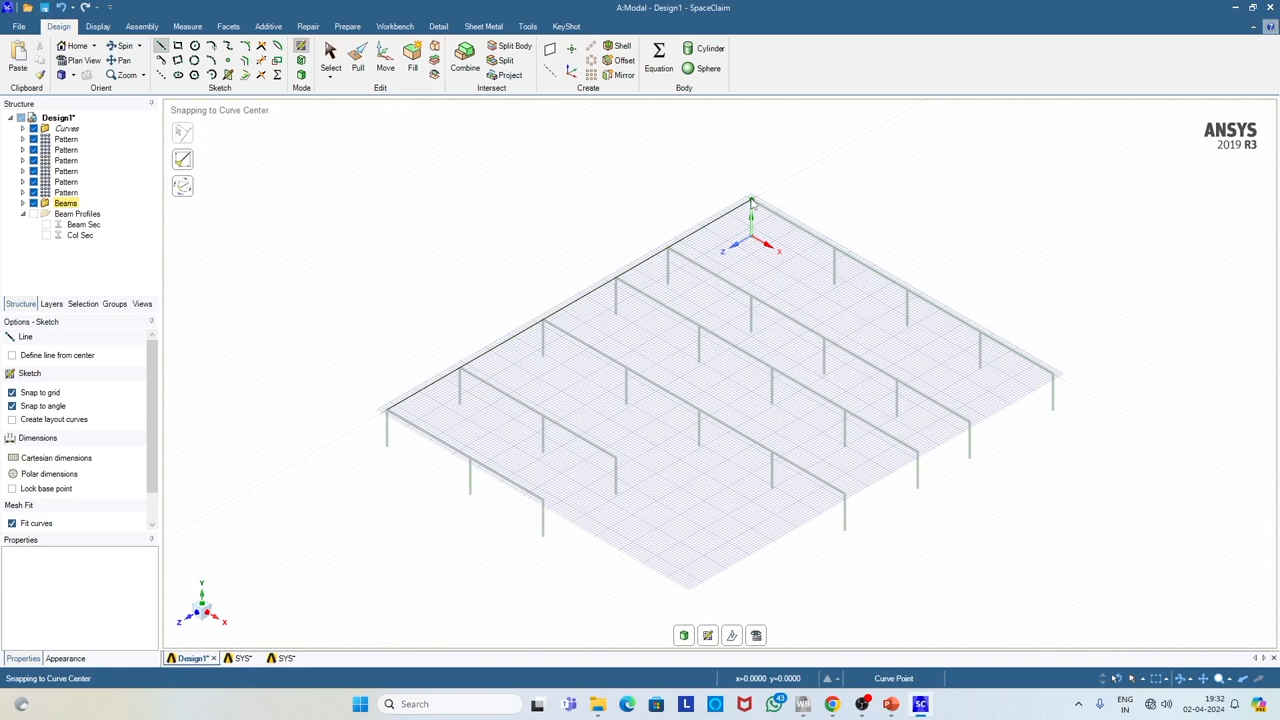 A:Modal - Design1 - SpaceClaim
File Design Display Assembly Measure Facets Additive Repair Prepare Workbench Detail Sheet Metal Tools KeyShot
Paste
Home Spin
Plan View Pan
Zoom
Select Pull Move Fill
Combine
Split Body
Split
Project
Shell
Offset
Mirror
Equation
Cylinder
Sphere
Clipboard Orient Sketch Mode Edit Intersect Create Body
Structure
Design1*
Curves
Pattern
Pattern
Pattern
Pattern
Pattern
Pattern
Beams
Beam Profiles
Beam Sec
Col Sec
Structure Layers Selection Groups Views
Options - Sketch
Line
Define line from center
Sketch
Snap to grid
Snap to angle
Create layout curves
Dimensions
Cartesian dimensions
Polar dimensions
Lock base point
Mesh Fit
Fit curves
Properties
Properties Appearance
Snapping to Curve Center
ANSYS
2019 R3
Z X
Y
Z X
Design1* SYS* SYS*
Snapping to Curve Center x=0.0000 y=0.0000 Curve Point
Search
43
ENG
IN
19:32
02-04-2024